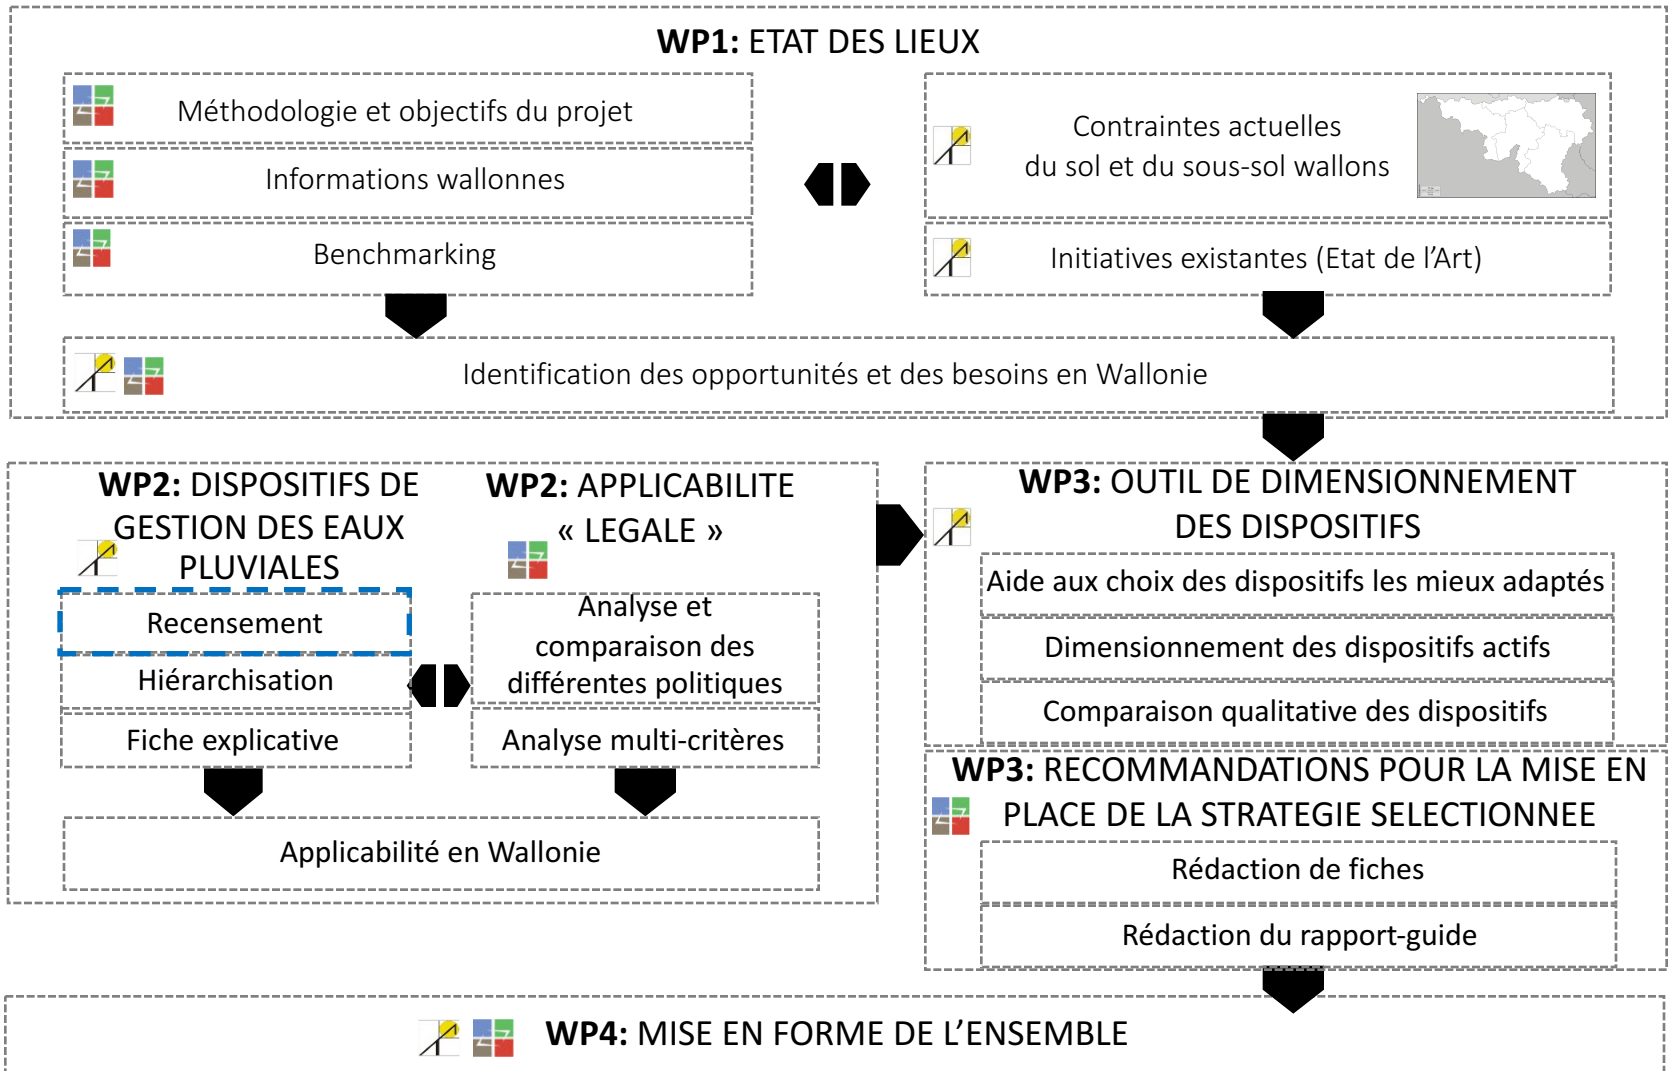 WP1: ETAT DES LIEUX
Méthodologie et objectifs du projet
Informations wallonnes
Benchmarking
Contraintes actuelles
du sol et du sous-sol wallons
Initiatives existantes (Etat de l’Art)
Identification des opportunités et des besoins en Wallonie
WP2: DISPOSITIFS DE
GESTION DES EAUX
PLUVIALES
Recensement
Hiérarchisation
Fiche explicative
WP2: APPLICABILITE
« LEGALE »
Analyse et
comparaison des
différentes politiques
Analyse multi-critères
Applicabilité en Wallonie
WP3: OUTIL DE DIMENSIONNEMENT
DES DISPOSITIFS
Aide aux choix des dispositifs les mieux adaptés
Dimensionnement des dispositifs actifs
Comparaison qualitative des dispositifs
WP3: RECOMMANDATIONS POUR LA MISE EN
PLACE DE LA STRATEGIE SELECTIONNEE
Rédaction de fiches
Rédaction du rapport-guide
WP4: MISE EN FORME DE L’ENSEMBLE